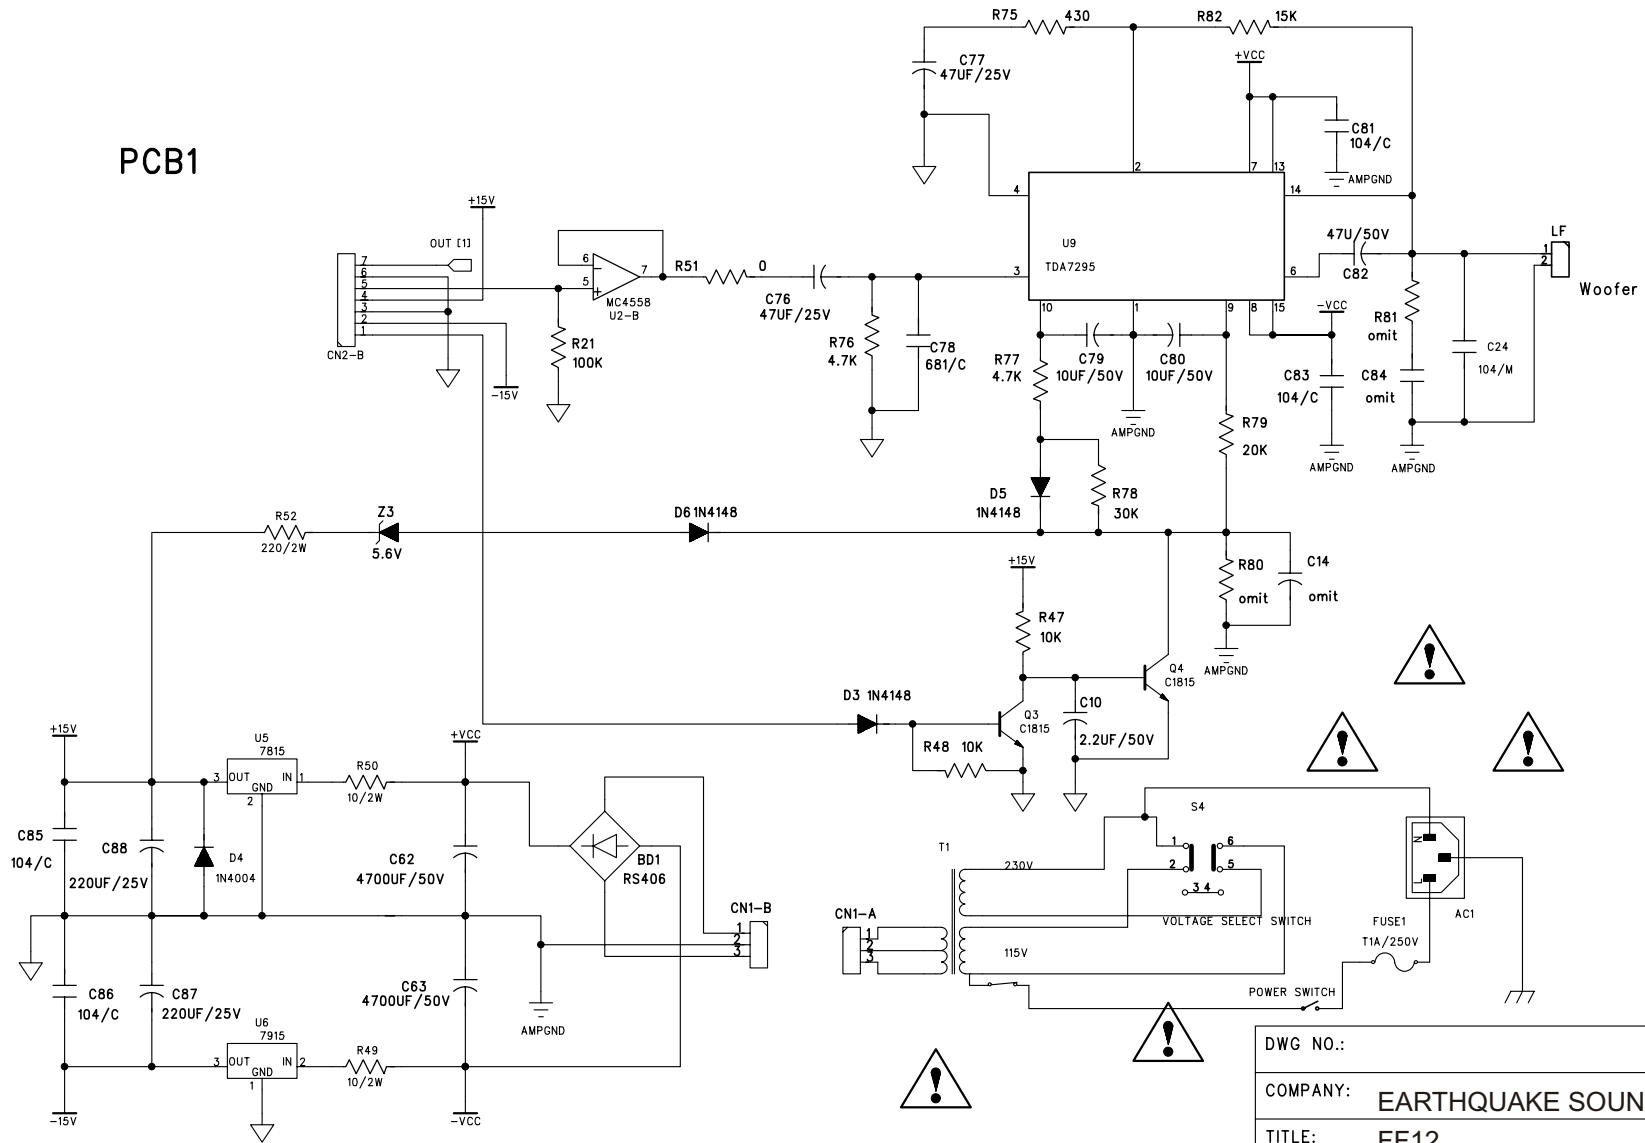 R75 430
R82 15K
C77
47UF/25V
+VCC
C81
104/C
AMPGND
PCB1
2
7
13
4
14
+15V
OUT [1]
7
6
5
4
3
2
1
CN2-B
-15V
6
5
7
MC4558
U2-B
R21
100K
R51 0
C76
47UF/25V
R76
4.7K
C78
681/C
3
U9
TDA7295
6
47U/50V
C82
LF
1
2
Woofer
10
1
9
8
15
-VCC
R77
4.7K
C79
10UF/50V
C80
10UF/50V
AMPGND
C83
104/C
AMPGND
R81
omit
C84
omit
AMPGND
C24
104/M
R79
20K
D5
1N4148
R78
30K
R52
220/2W
Z3
5.6V
D6 1N4148
R80
omit
C14
omit
AMPGND
+15V
R47
10K
Q4
C1815
D3 1N4148
Q3
C1815
C10
2.2UF/50V
R48 10K
+15V
U5
7815
3 OUT IN 1
GND
2
R50
10/2W
+VCC
C85
104/C
C88
220UF/25V
D4
1N4004
C62
4700UF/50V
BD1
RS406
CN1-B
1
2
3
C86
104/C
C87
220UF/25V
C63
4700UF/50V
AMPGND
U6
7915
3 OUT IN 2
GND
1
R49
10/2W
-15V
-VCC
CN1-A
1
2
3
T1
230V
115V
S4
1
2
6
5
3 4
VOLTAGE SELECT SWITCH
N
L
AC1
FUSE1
T1A/250V
POWER SWITCH
DWG NO.:
COMPANY: EARTHQUAKE SOUN